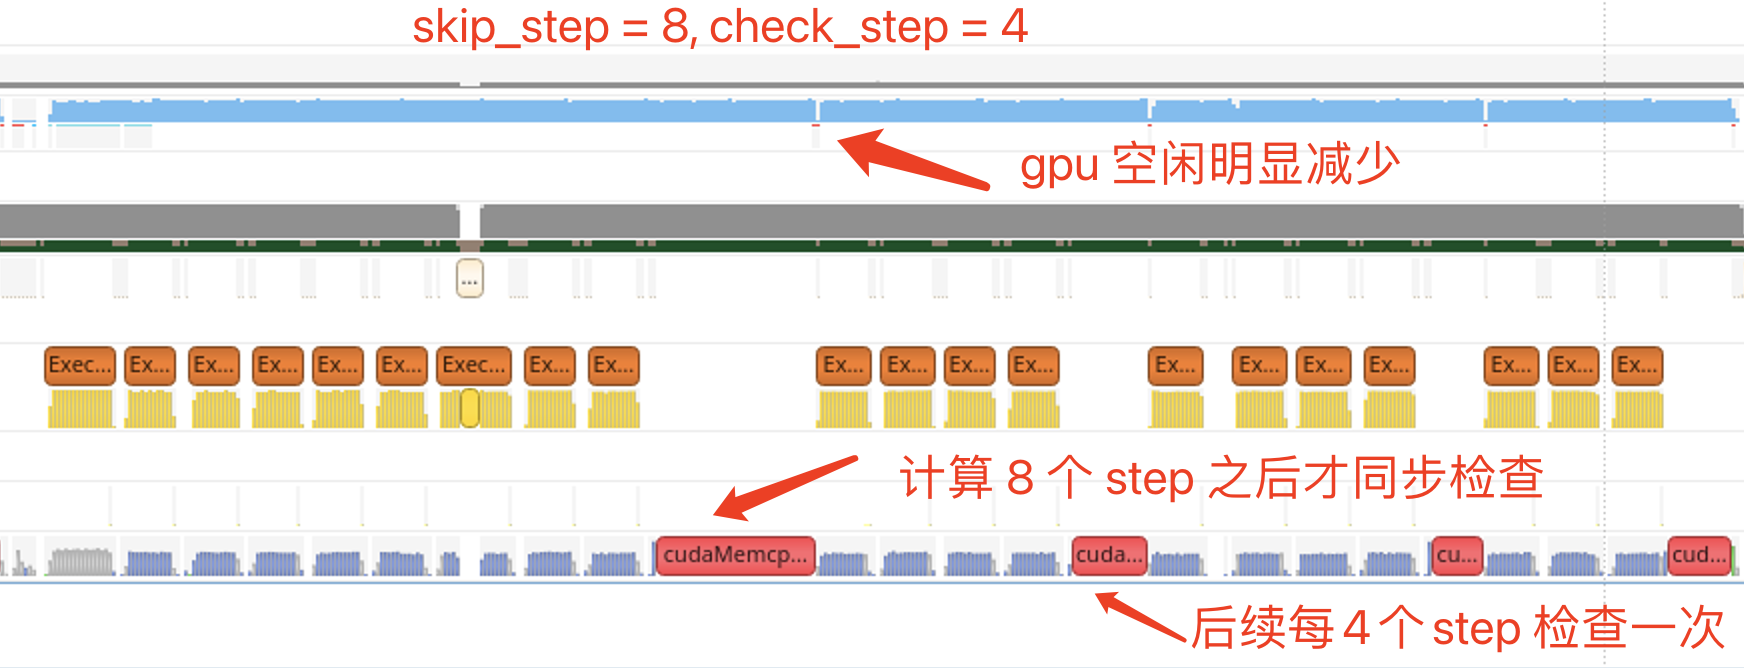 skip_step = 8, check_step = 4
gpu 空闲明显减少
...
Exec... Ex... Ex... Ex... Ex... Ex... Exec... Ex... Ex... Ex... Ex... Ex... Ex... Ex... Ex... Ex... Ex... Ex... Ex... Ex...
计算 8 个 step 之后才同步检查
cudaMemcp... cuda... cu... cud...
后续每 4 个 step 检查一次